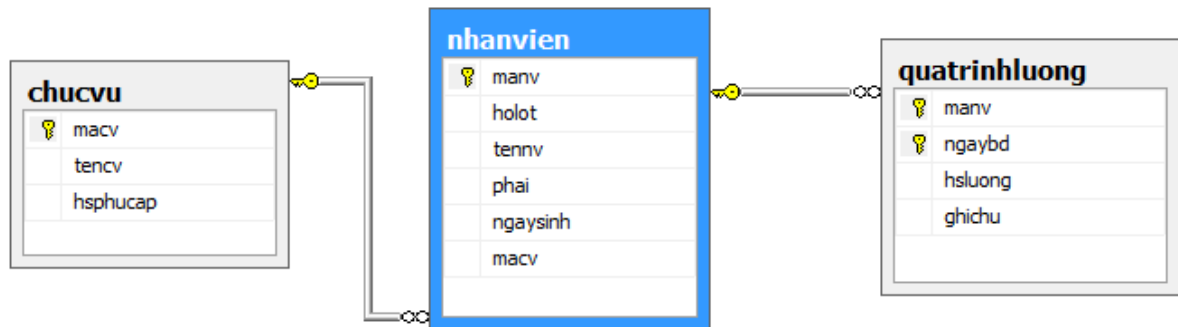 chucvu
macv
tencv
hsphucap
nhanvien
manv
holot
tennv
phai
ngaysinh
macv
quatrinhluong
manv
ngaybd
hsluong
ghichu